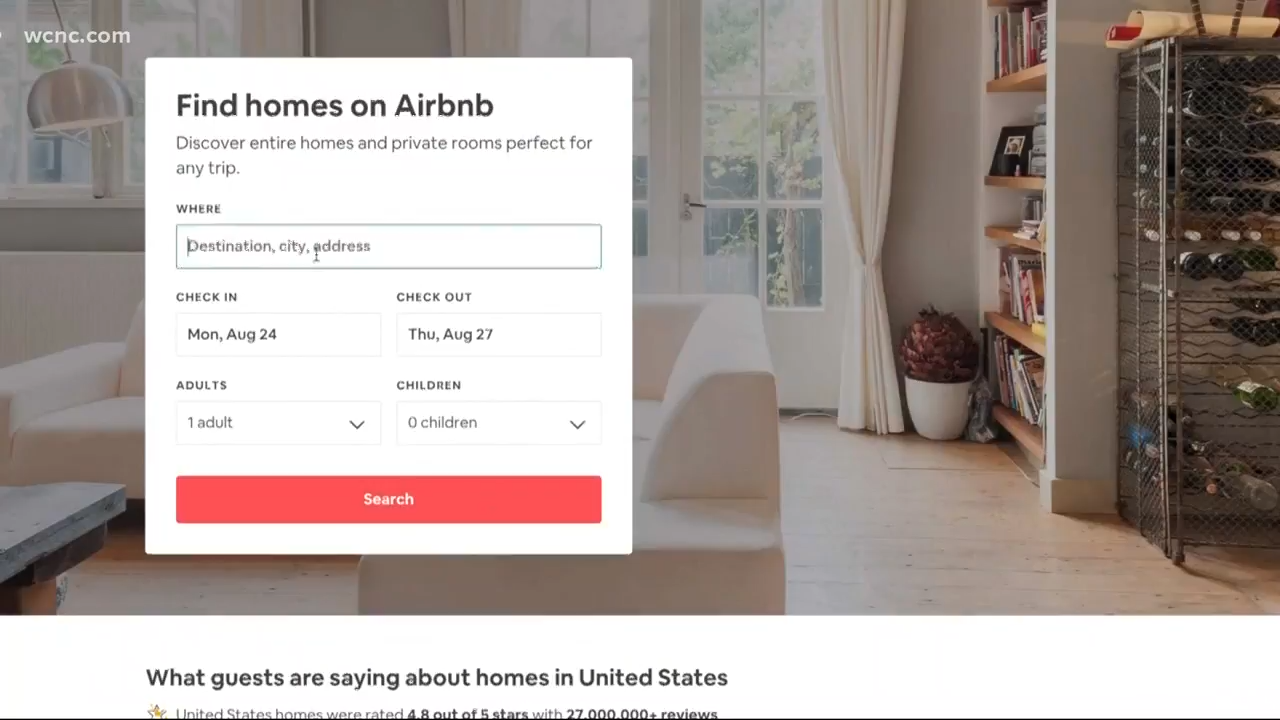 wcnc.com
Find homes on Airbnb
Discover entire homes and private rooms perfect for
any trip.
WHERE
Destination, city, address
CHECK IN
CHECK OUT
Mon, Aug 24
Thu, Aug 27
ADULTS
CHILDREN
1 adult
0 children
Search
What guests are saying about homes in United States
United States homes were rated 4.8 out of 5 stars with 27,000,000+ reviews